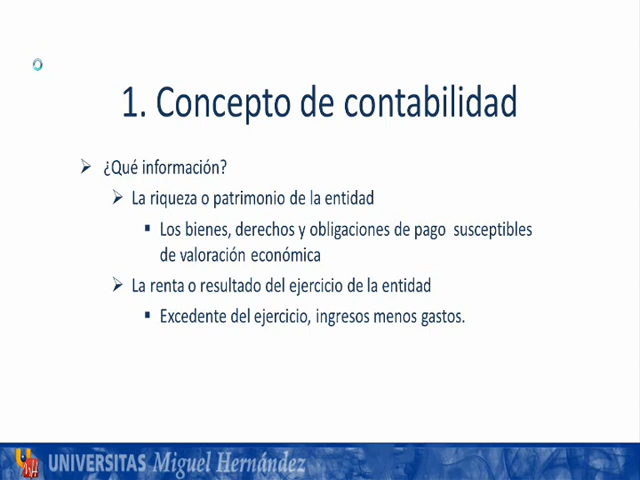 1. Concepto de contabilidad
¿Qué información?
La riqueza o patrimonio de la entidad
Los bienes, derechos y obligaciones de pago susceptibles
de valoración económica
La renta o resultado del ejercicio de la entidad
Excedente del ejercicio, ingresos menos gastos.
UNIVERSITAS Miguel Hernández